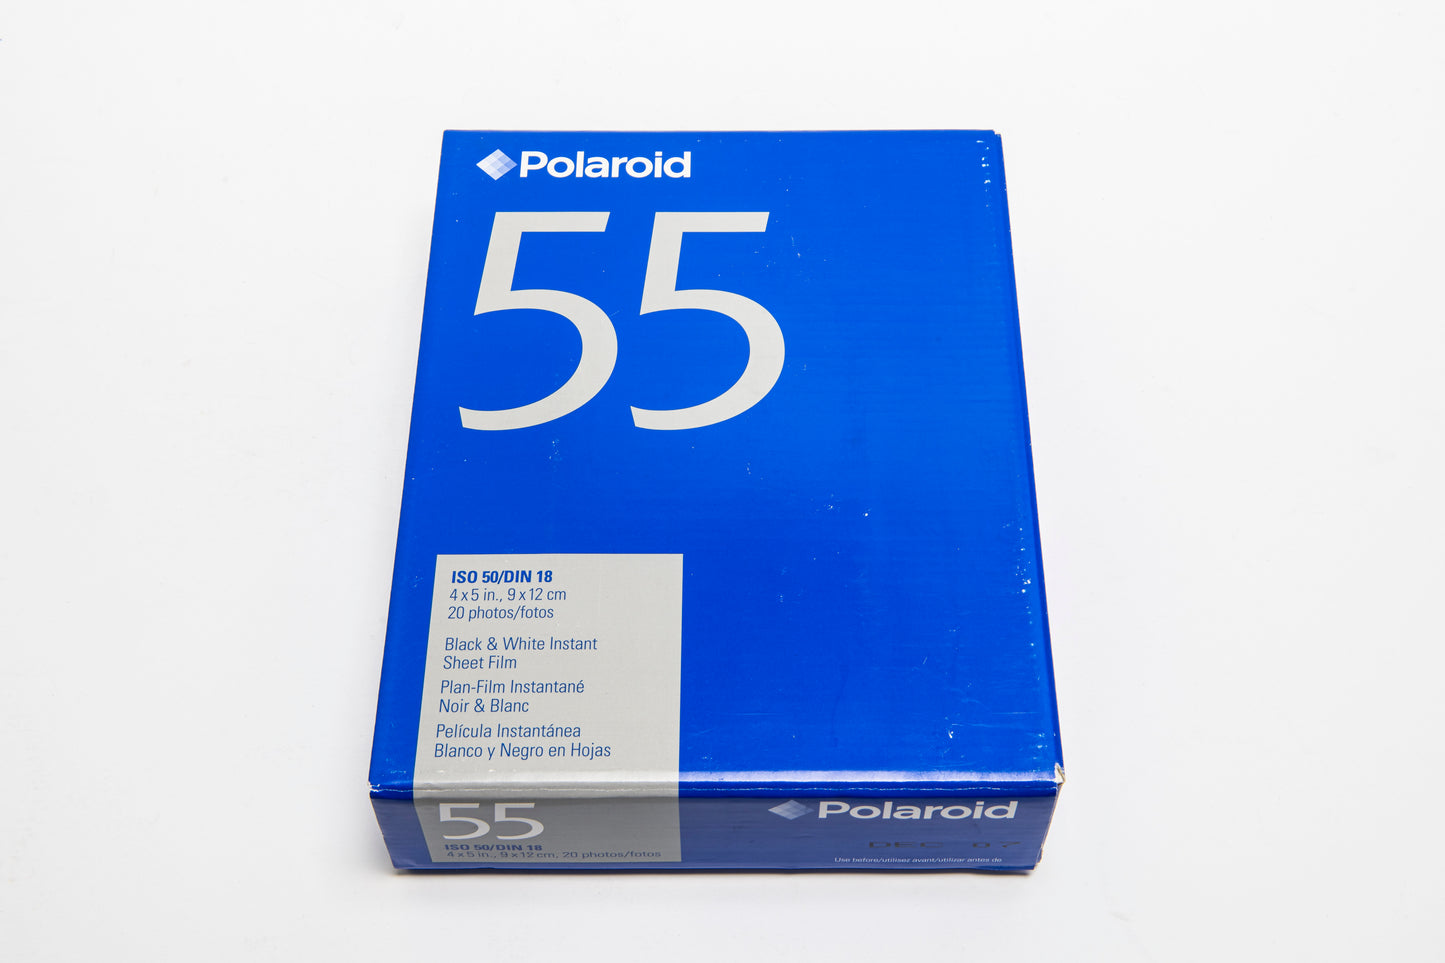 Polaroid
55
ISO 50/DIN 18
4 x 5 in., 9 x 12 cm
20 photos/fotos
Black & White Instant
Sheet Film
Plan-Film Instantané
Noir & Blanc
Película Instantánea
Blanco y Negro en Hojas
55
ISO 50/DIN 18
4 x 5 in., 9 x 12 cm, 20 photos/fotos
Polaroid
DEC 07
Use before/utilisez avant/utilizar antes de